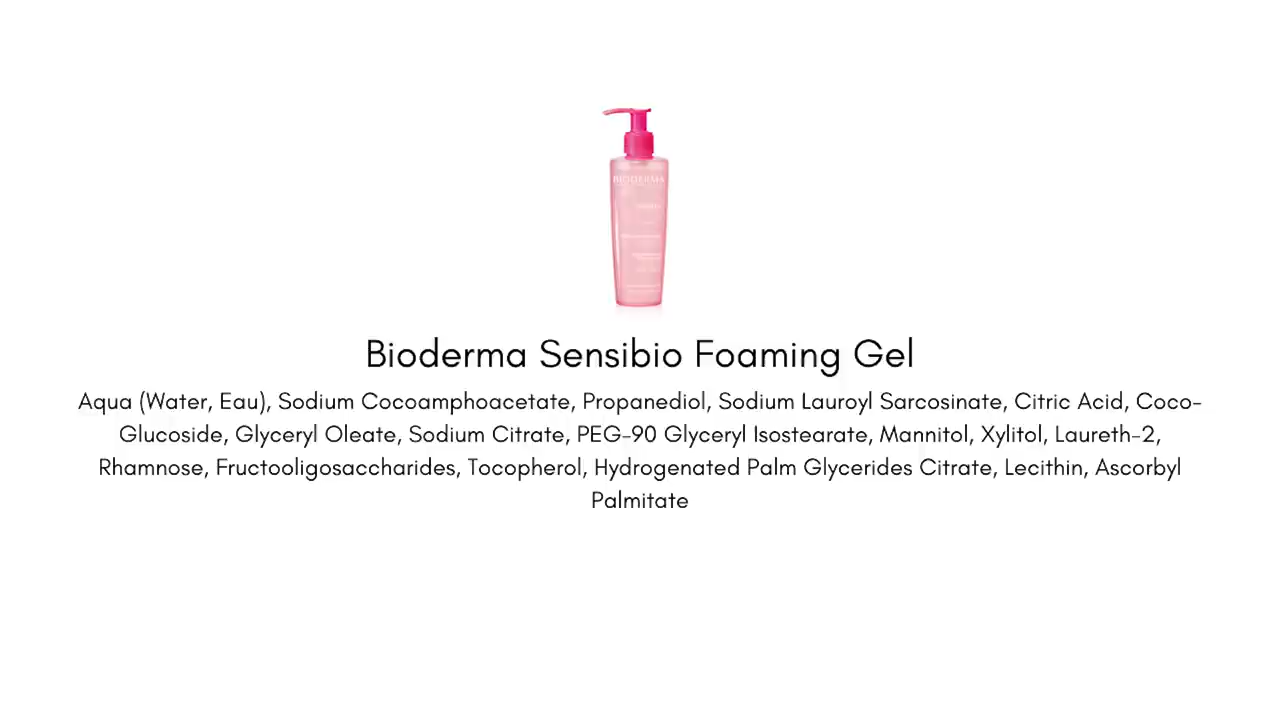 BIODERMA
Bioderma Sensibio Foaming Gel
Aqua (Water, Eau), Sodium Cocoamphoacetate, Propanediol, Sodium Lauroyl Sarcosinate, Citric Acid, Coco-
Glucoside, Glyceryl Oleate, Sodium Citrate, PEG-90 Glyceryl Isostearate, Mannitol, Xylitol, Laureth-2,
Rhamnose, Fructooligosaccharides, Tocopherol, Hydrogenated Palm Glycerides Citrate, Lecithin, Ascorbyl
Palmitate